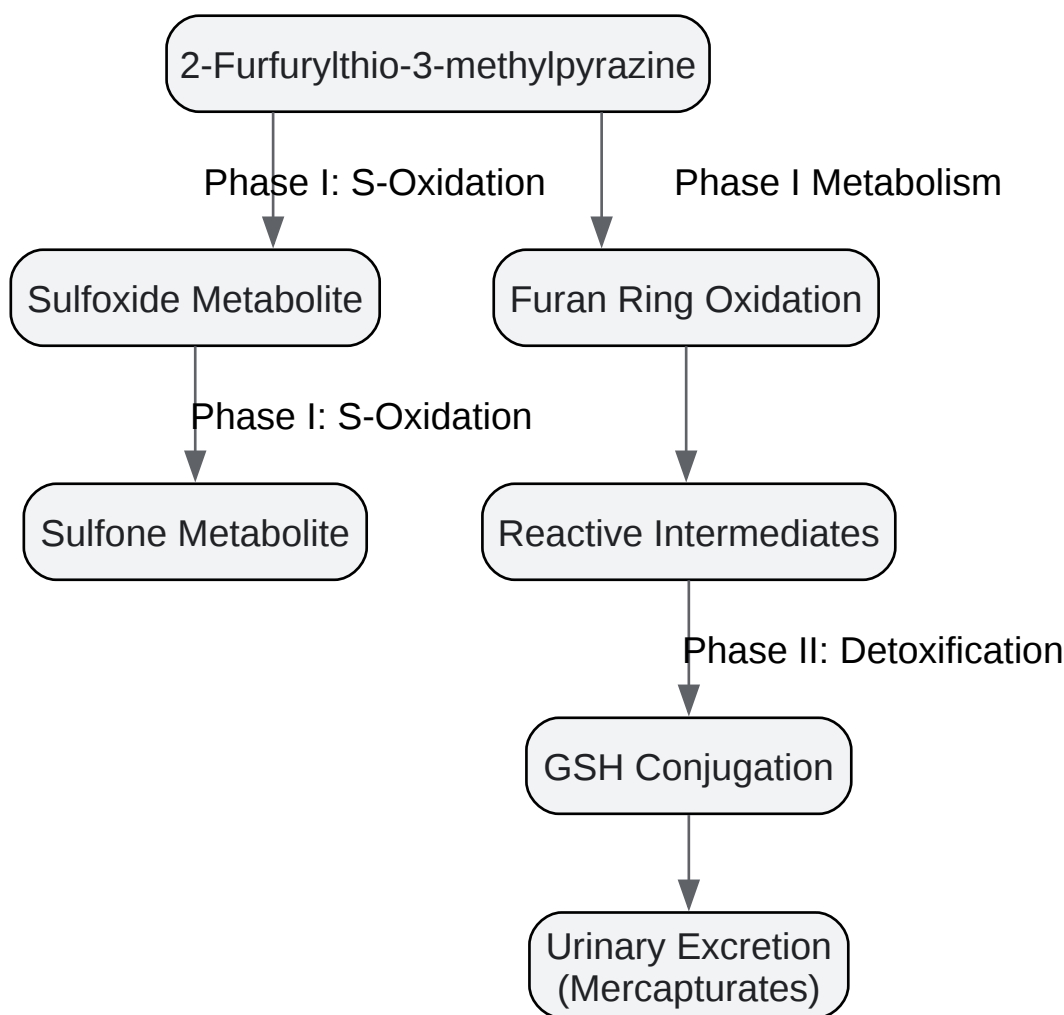 2-Furfurylthio-3-methylpyrazine
Phase I: S-Oxidation
Phase I Metabolism
Sulfoxide Metabolite
Furan Ring Oxidation
Phase I: S-Oxidation
Sulfone Metabolite
Reactive Intermediates
Phase II: Detoxification
GSH Conjugation
Urinary Excretion
(Mercapturates)